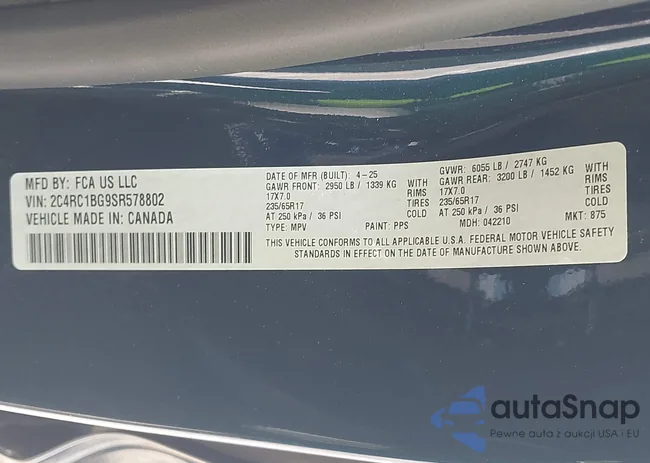 MFD BY: FCA US LLC
VIN: 2C4RC1BG9SR578802
VEHICLE MADE IN CANADA
DATE OF MFR (BUILT): 4-25
GAWR FRONT: 2950 LB / 1339 KG WITH
17X7.0 RIMS
235/65R17 TIRES
AT 250 kPa / 36 PSI COLD
TYPE: MPV PAINT: PPS
GVWR: 6055 LB / 2747 KG
GAWR REAR: 3200 LB / 1452 KG WITH
17X7.0 RIMS
235/65R17 TIRES
AT 250 kPa / 36 PSI COLD
MDH: 042210 MKT: 875
THIS VEHICLE CONFORMS TO ALL APPLICABLE U.S.A. FEDERAL MOTOR VEHICLE SAFETY
STANDARDS IN EFFECT ON THE DATE OF MANUFACTURE SHOWN ABOVE.
autaSnap
Pewne auta z aukcji USA i EU